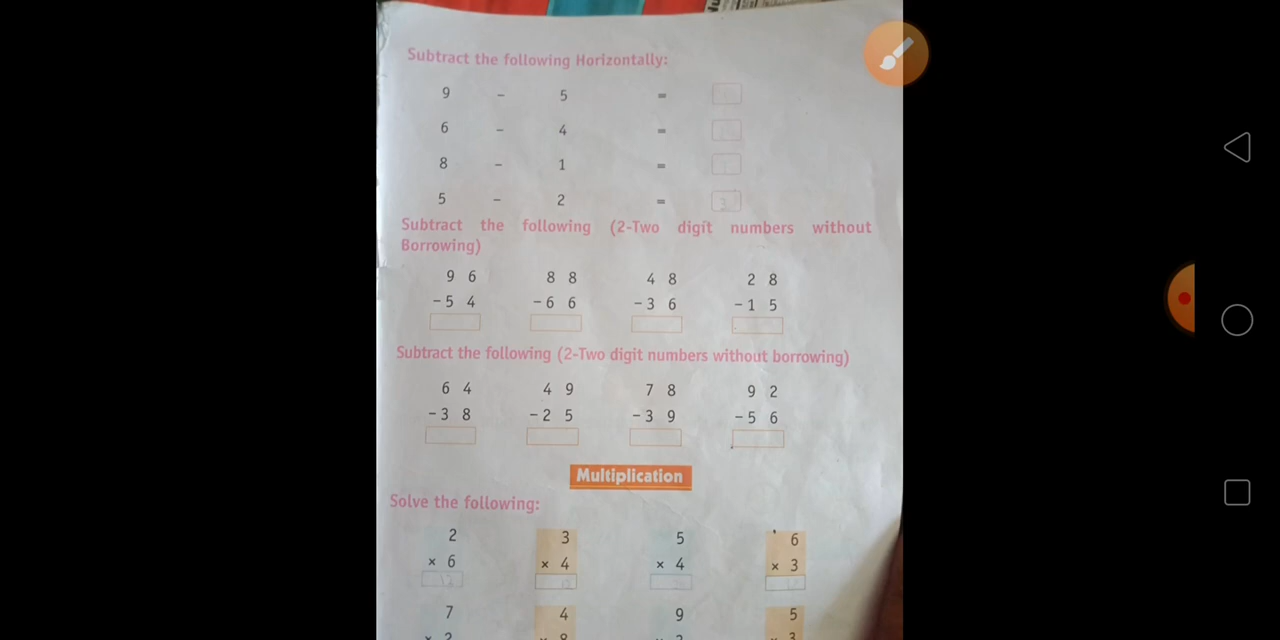 Subtract the following Horizontally:
9 - 5 =
6 - 4 =
8 - 1 =
5 - 2 = 3
Subtract the following (2-Two digit numbers without
Borrowing)
9 6 8 8 4 8 2 8
- 5 4 - 6 6 - 3 6 - 1 5
Subtract the following (2-Two digit numbers without borrowing)
6 4 4 9 7 8 9 2
- 3 8 - 2 5 - 3 9 - 5 6
Multiplication
Solve the following:
2 3 5 6
× 6 × 4 × 4 × 3
12 12
7 4 9 5